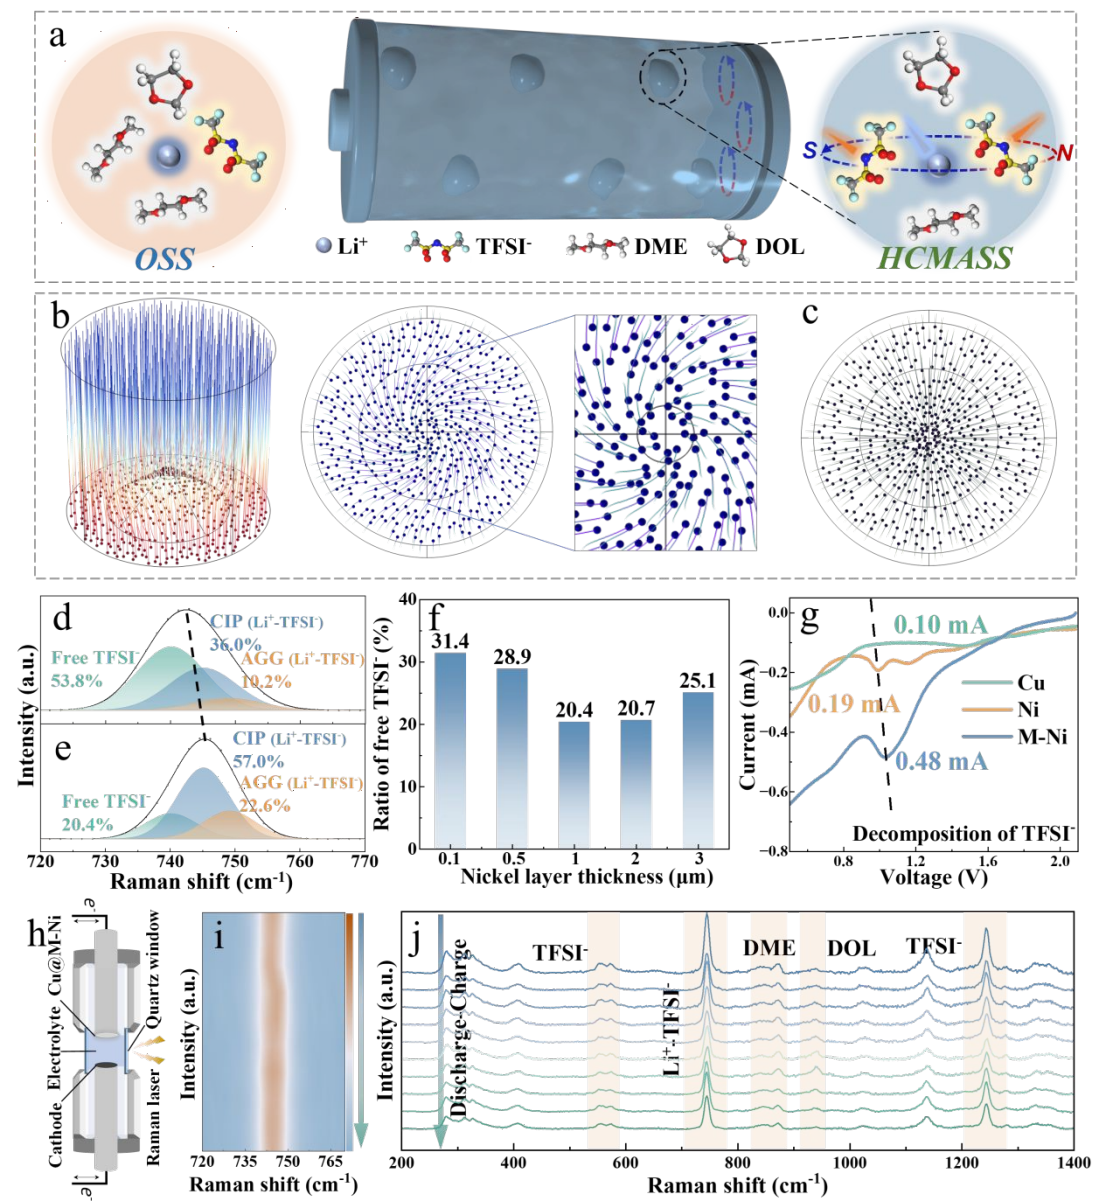 a
S
N
OSS
Li⁺
TFSI⁻
DME
DOL
HCMASS
b
c
d
CIP (Li⁺-TFSI⁻)
36.0%
Free TFSI⁻
53.8%
AGG (Li⁺-TFSI⁻)
10.2%
e
CIP (Li⁺-TFSI⁻)
57.0%
AGG (Li⁺-TFSI⁻)
22.6%
Free TFSI⁻
20.4%
Intensity (a.u.)
720 730 740 750 760 770
Raman shift (cm⁻¹)
f
Ratio of free TFSI⁻ (%)
40
30
20
10
0
31.4
28.9
20.4
20.7
25.1
0.1 0.5 1 2 3
Nickel layer thickness (μm)
g
Current (mA)
0.0
−0.2
−0.4
−0.6
−0.8
0.10 mA
0.19 mA
0.48 mA
Cu
Ni
M-Ni
Decomposition of TFSI⁻
0.8 1.2 1.6 2.0
Voltage (V)
h
e⁻
Cathode
Electrolyte
Cu@M-Ni
Raman laser
Quartz window
e⁻
i
Intensity (a.u.)
720 735 750 765
Raman shift (cm⁻¹)
j
Intensity (a.u.)
Discharge-Charge
TFSI⁻
Li⁺-TFSI⁻
DME
DOL
TFSI⁻
200 400 600 800 1000 1200 1400
Raman shift (cm⁻¹)